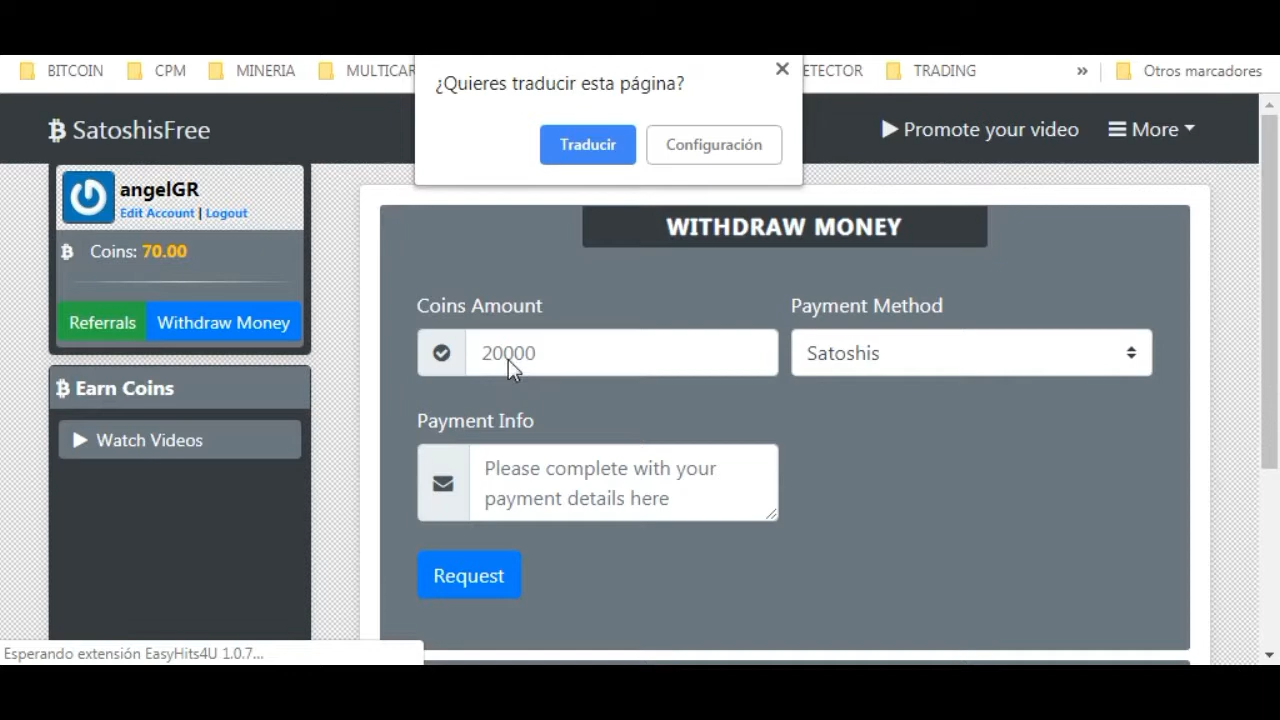 BITCOIN
CPM
MINERIA
MULTICAR
ETECTOR
TRADING
»
Otros marcadores
¿Quieres traducir esta página?
Traducir
Configuración
SatoshisFree
Promote your video
More
angelGR
Edit Account | Logout
Coins: 70.00
Referrals
Withdraw Money
Earn Coins
Watch Videos
WITHDRAW MONEY
Coins Amount
Payment Method
20000
Satoshis
Payment Info
Please complete with your
payment details here
Request
Esperando extensión EasyHits4U 1.0.7...